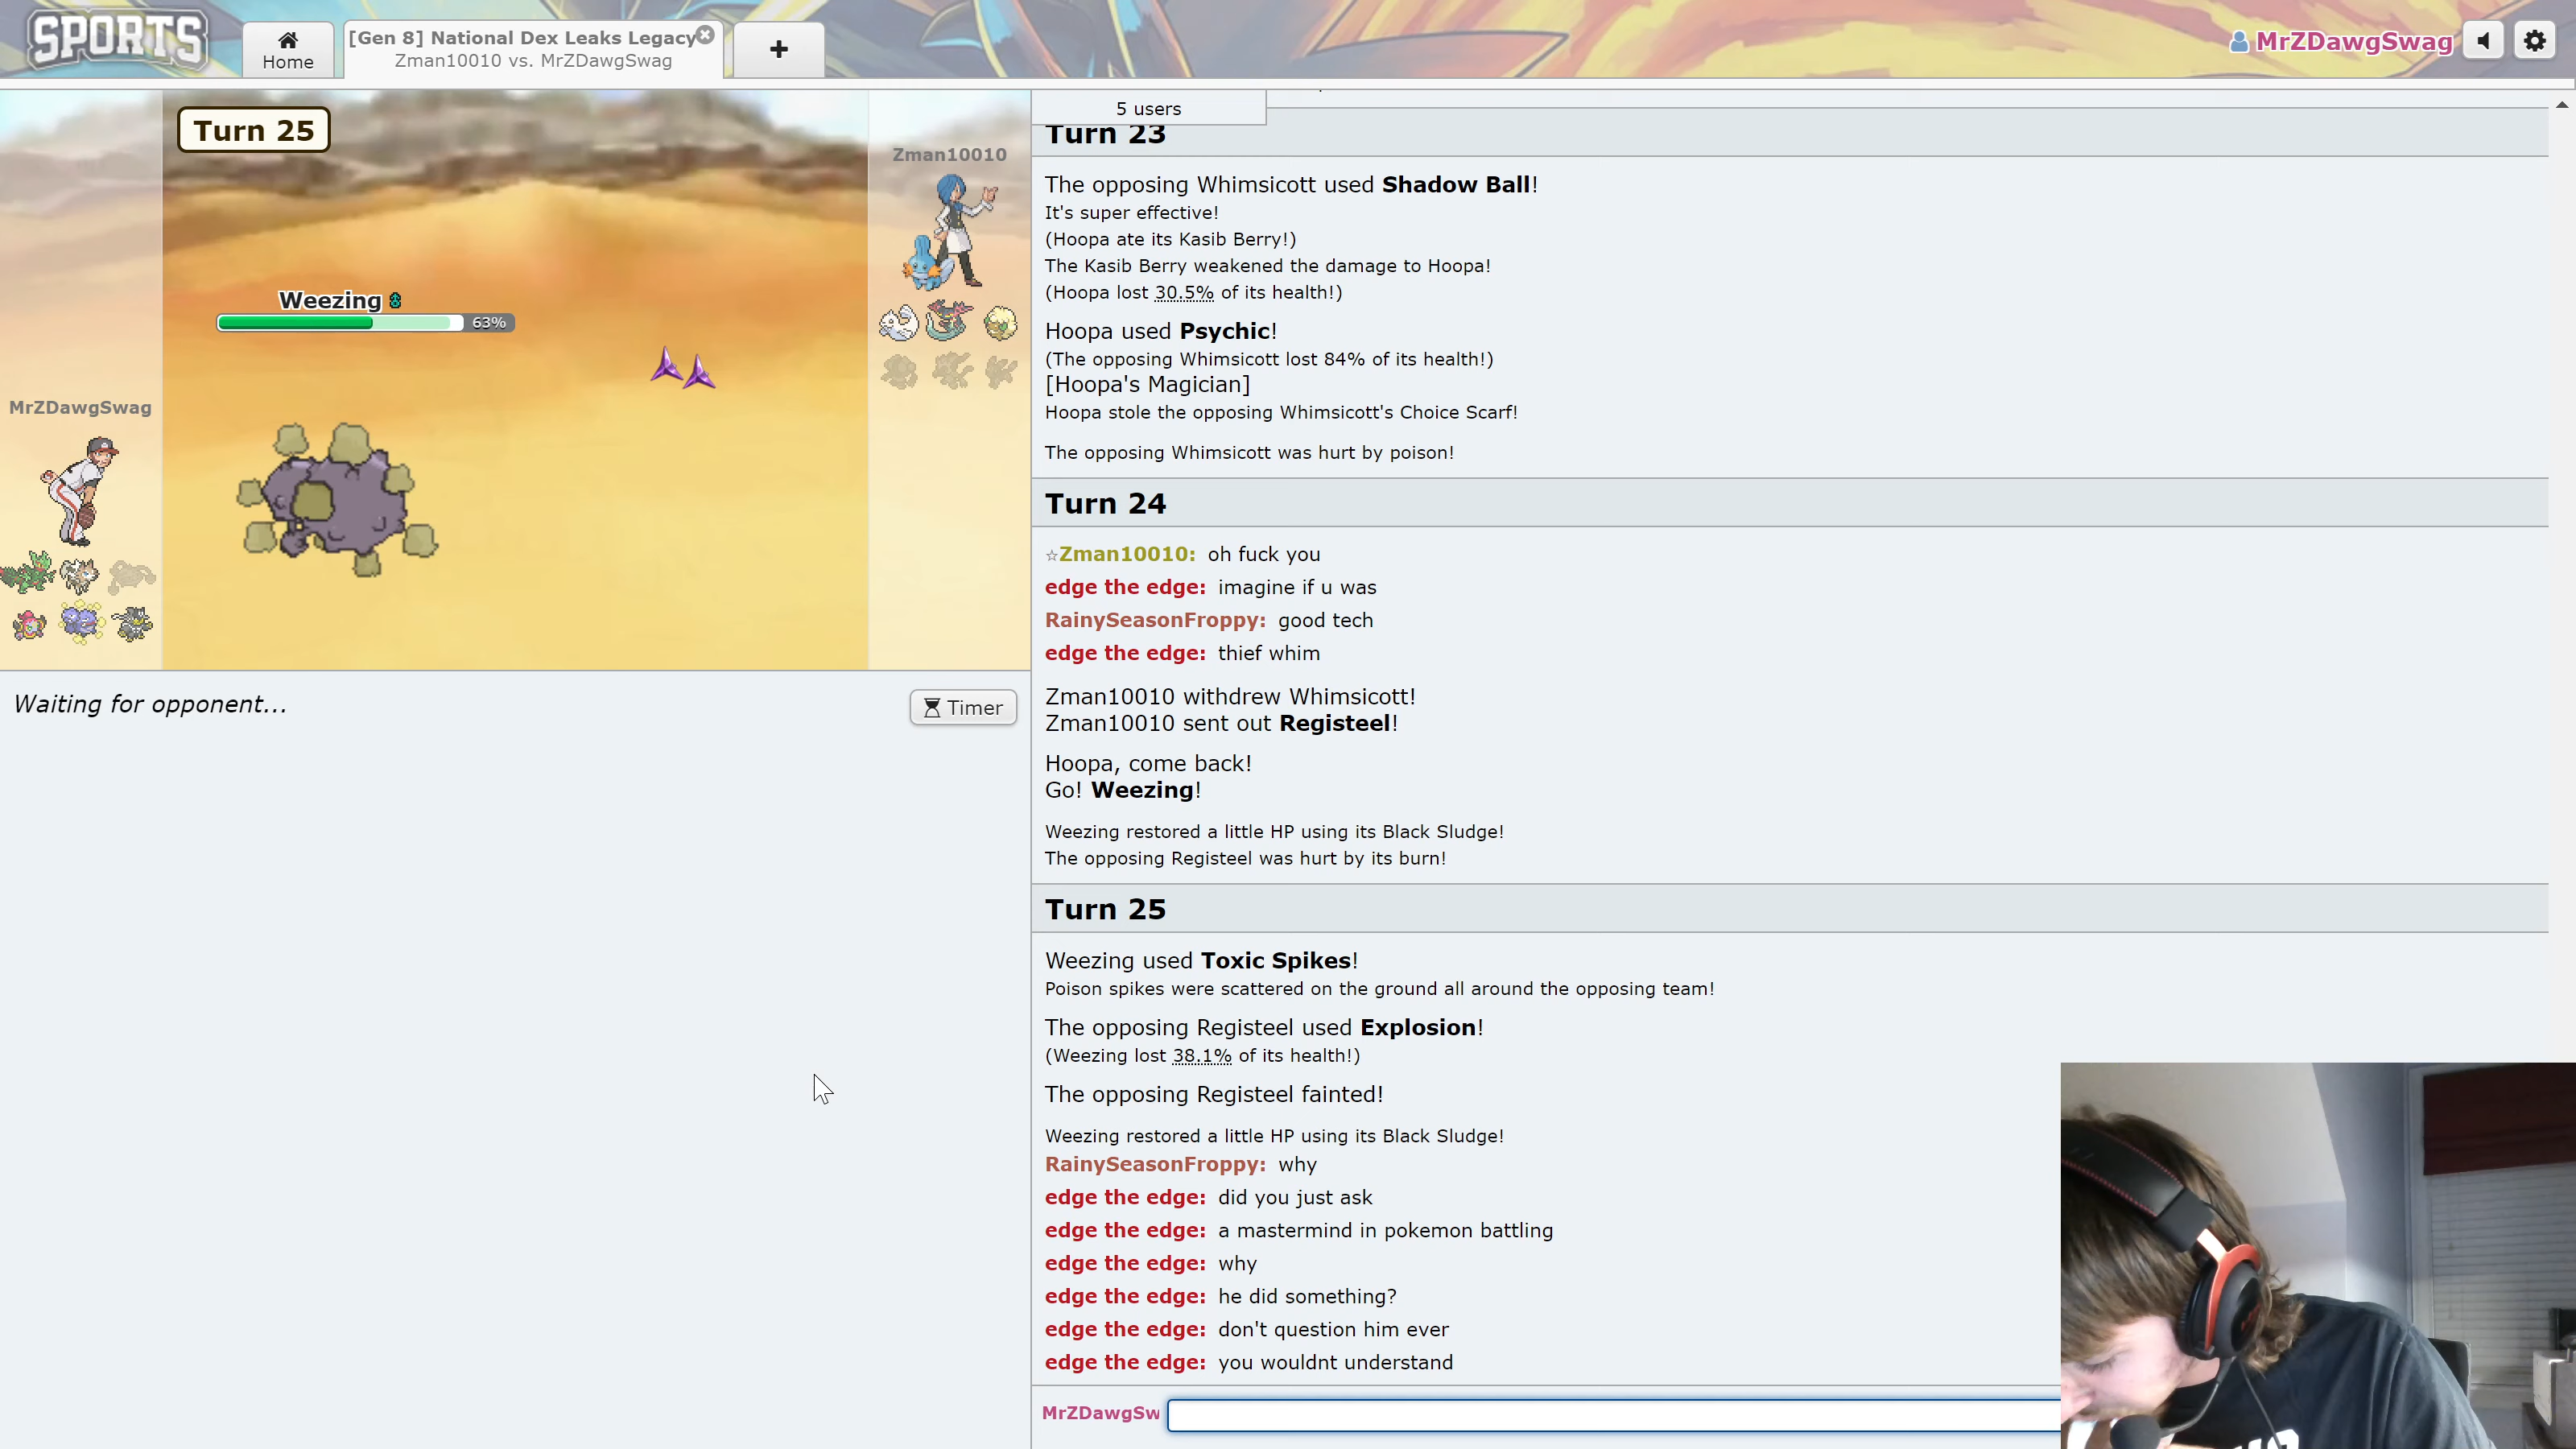 SPORTS
Home
[Gen 8] National Dex Leaks Legacy
Zman10010 vs. MrZDawgSwag
+
MrZDawgSwag
Turn 25
Zman10010
Weezing
63%
MrZDawgSwag
Waiting for opponent...
Timer
5 users
Turn 23
The opposing Whimsicott used Shadow Ball!
It's super effective!
(Hoopa ate its Kasib Berry!)
The Kasib Berry weakened the damage to Hoopa!
(Hoopa lost 30.5% of its health!)
Hoopa used Psychic!
(The opposing Whimsicott lost 84% of its health!)
[Hoopa's Magician]
Hoopa stole the opposing Whimsicott's Choice Scarf!
The opposing Whimsicott was hurt by poison!
Turn 24
☆Zman10010: oh fuck you
edge the edge: imagine if u was
RainySeasonFroppy: good tech
edge the edge: thief whim
Zman10010 withdrew Whimsicott!
Zman10010 sent out Registeel!
Hoopa, come back!
Go! Weezing!
Weezing restored a little HP using its Black Sludge!
The opposing Registeel was hurt by its burn!
Turn 25
Weezing used Toxic Spikes!
Poison spikes were scattered on the ground all around the opposing team!
The opposing Registeel used Explosion!
(Weezing lost 38.1% of its health!)
The opposing Registeel fainted!
Weezing restored a little HP using its Black Sludge!
RainySeasonFroppy: why
edge the edge: did you just ask
edge the edge: a mastermind in pokemon battling
edge the edge: why
edge the edge: he did something?
edge the edge: don't question him ever
edge the edge: you wouldnt understand
MrZDawgSw